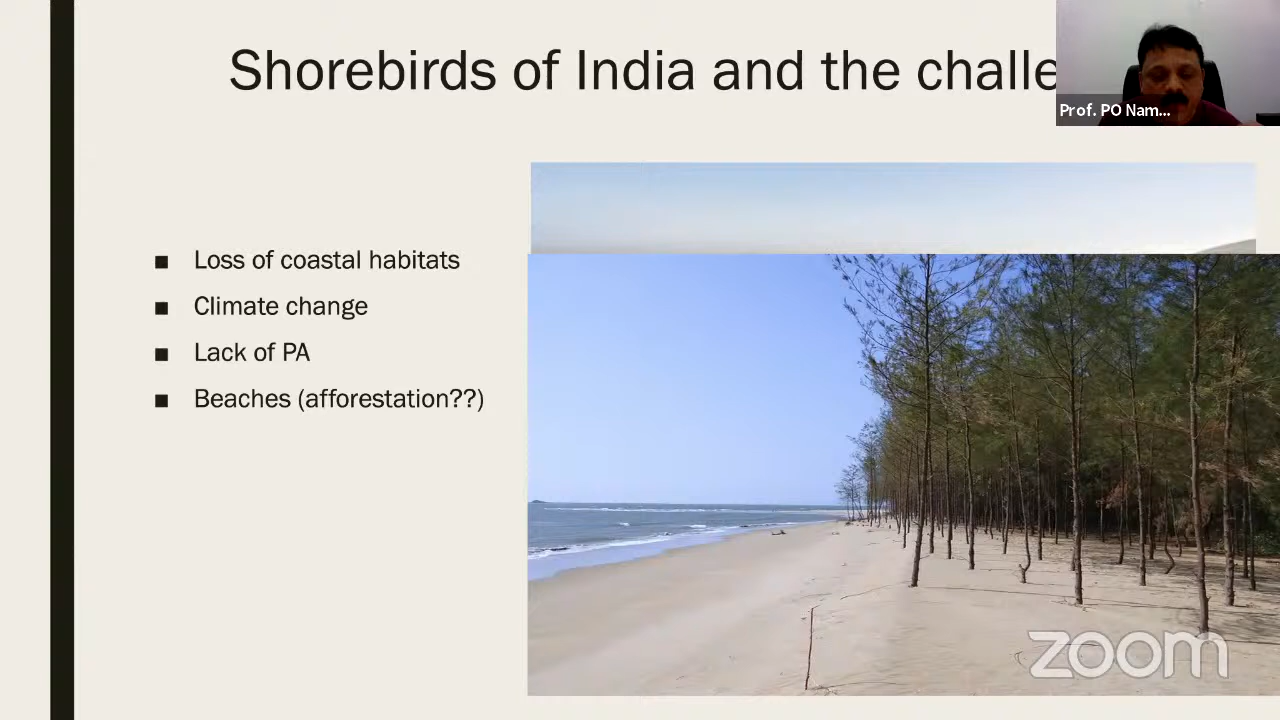 Shorebirds of India and the challe
Prof. PO Nam...
■ Loss of coastal habitats
■ Climate change
■ Lack of PA
■ Beaches (afforestation??)
zoom